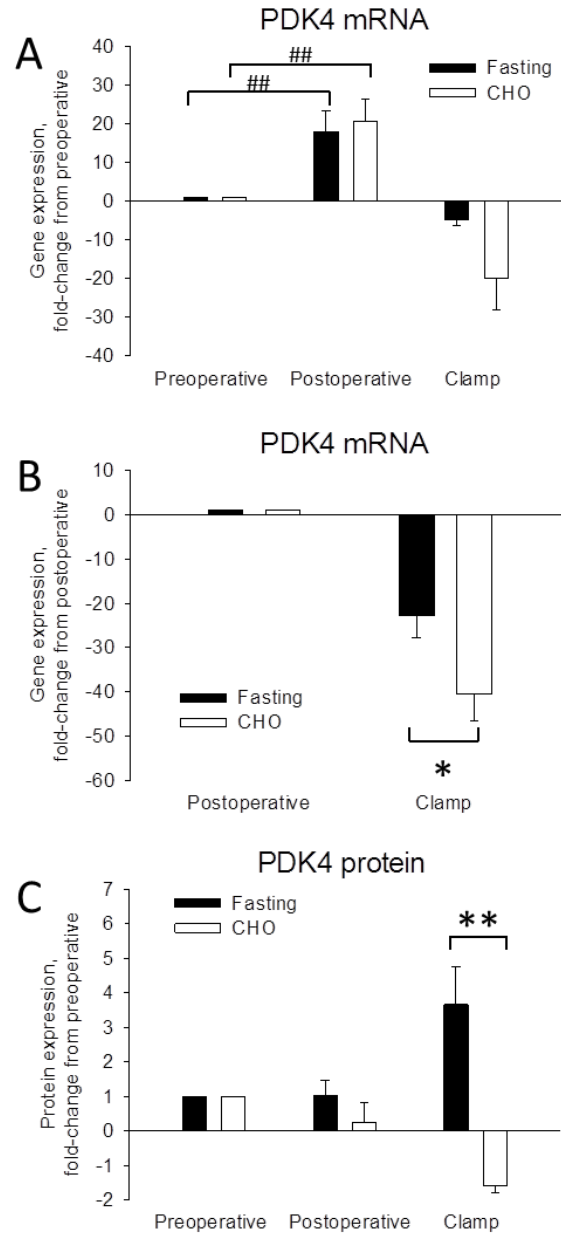 A
PDK4 mRNA
Gene expression,
fold-change from preoperative
40
30
20
10
0
-10
-20
-30
-40
##
##
Fasting
CHO
Preoperative Postoperative Clamp
B
PDK4 mRNA
Gene expression,
fold-change from postoperative
10
0
-10
-20
-30
-40
-50
-60
Fasting
CHO
*
Postoperative Clamp
C
PDK4 protein
Protein expression,
fold-change from preoperative
7
6
5
4
3
2
1
0
-1
-2
Fasting
CHO
**
Preoperative Postoperative Clamp